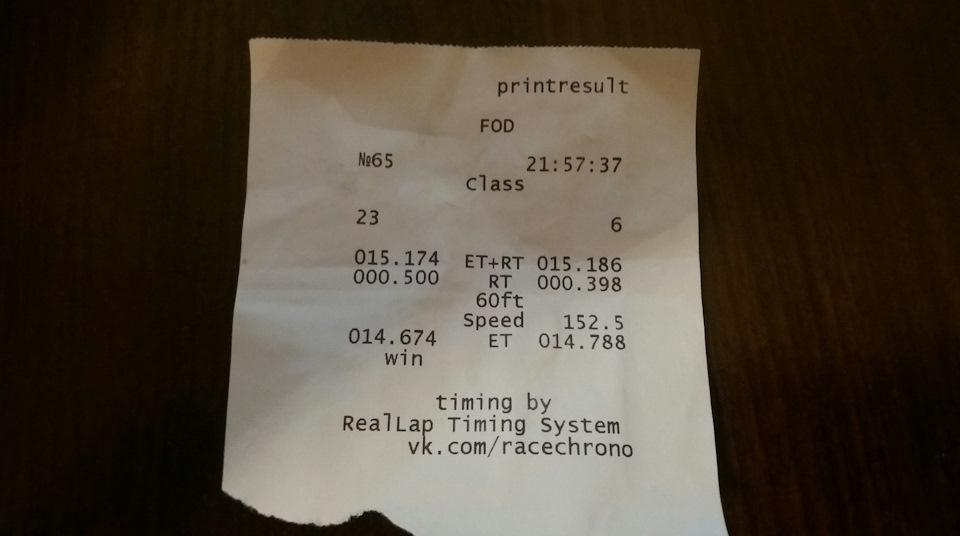 printresult
FOD
№65 21:57:37
Class
23 6
015.174 ET+RT 015.186
000.500 RT 000.398
60ft
Speed 152.5
014.674 ET 014.788
win
timing by
RealLap Timing System
vk.com/racechrono